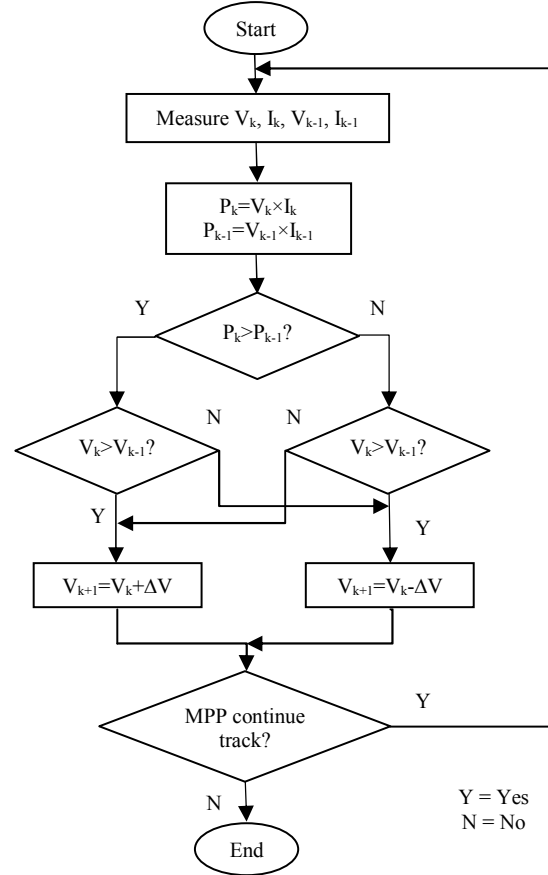 Start
Measure Vₖ, Iₖ, Vₖ₋₁, Iₖ₋₁
Pₖ=Vₖ×Iₖ
Pₖ₋₁=Vₖ₋₁×Iₖ₋₁
Y
N
Pₖ>Pₖ₋₁?
N
N
Vₖ>Vₖ₋₁?
Vₖ>Vₖ₋₁?
Y
Y
Vₖ₊₁=Vₖ+ΔV
Vₖ₊₁=Vₖ-ΔV
MPP continue
track?
Y
N
Y = Yes
N = No
End